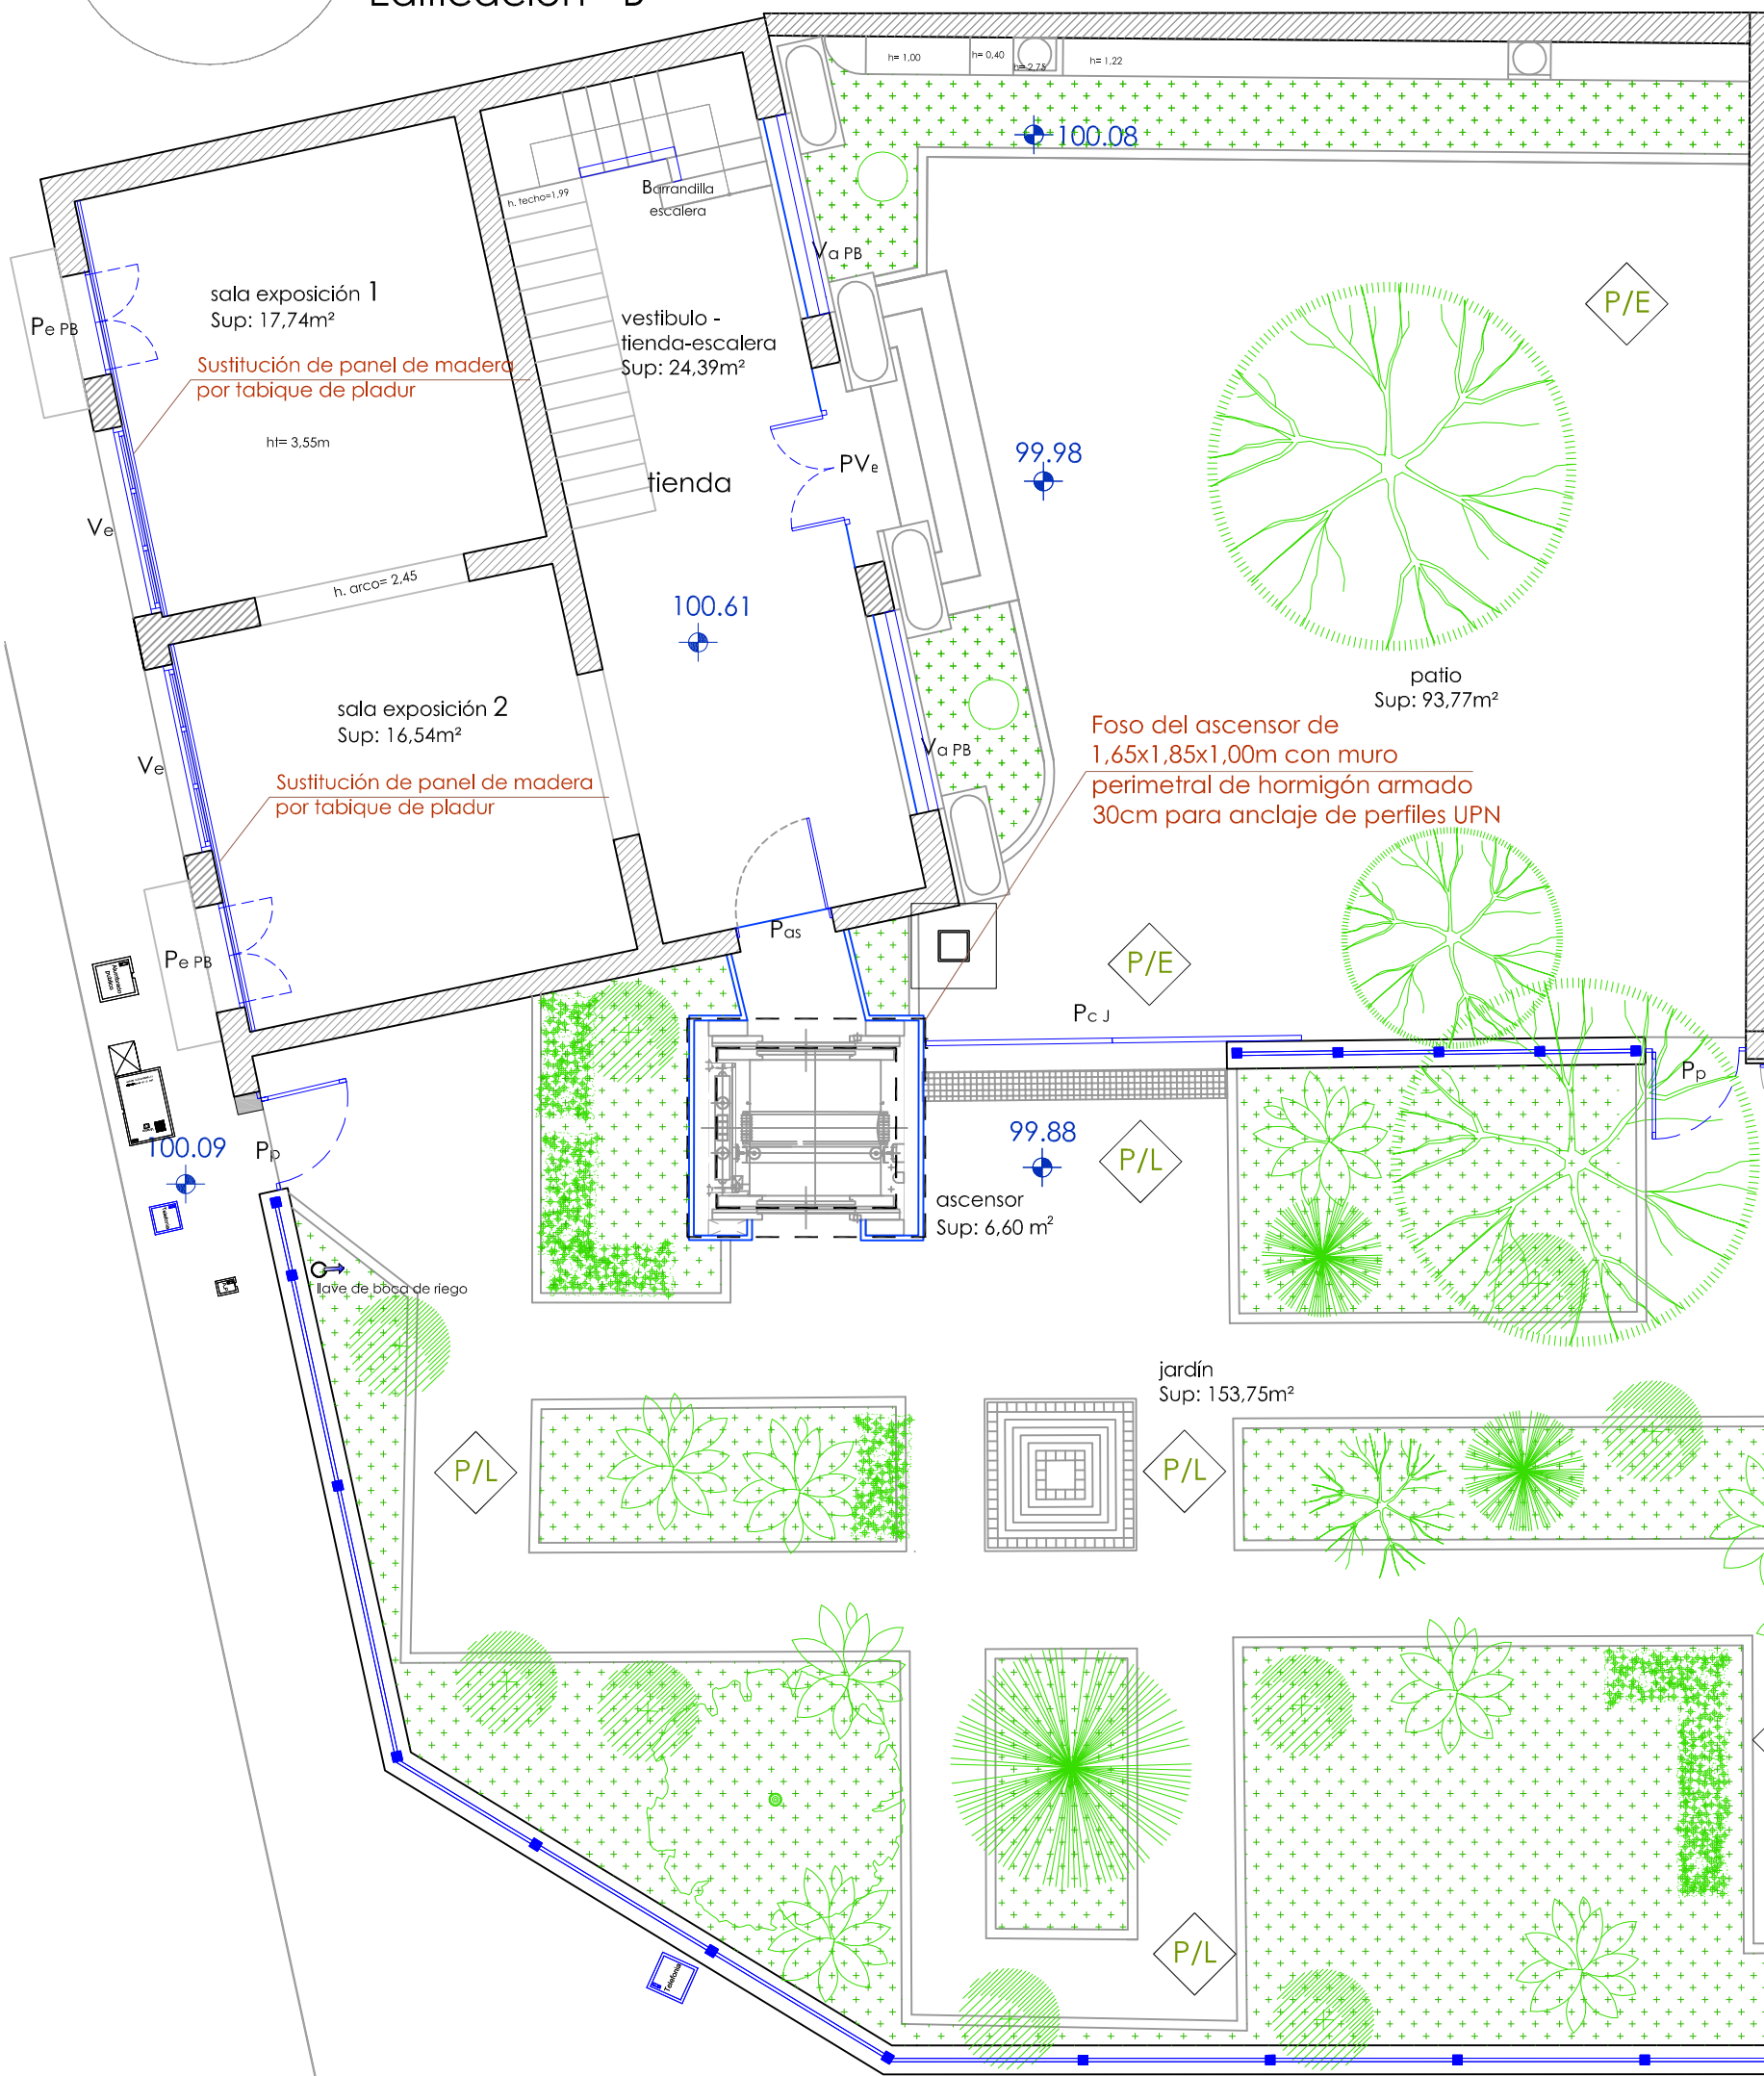 h= 1,00
h= 0,40
h= 2,75
h= 1,22
100.08
h. techo=1,99
Barrandilla
escalera
Va PB
P/E
sala exposición 1
Sup: 17,74m²
Pe PB
vestibulo -
tienda-escalera
Sup: 24,39m²
Sustitución de panel de madera
por tabique de pladur
ht= 3,55m
99.98
PVe
tienda
Ve
h. arco= 2,45
100.61
patio
Sup: 93,77m²
sala exposición 2
Sup: 16,54m²
Foso del ascensor de
1,65x1,85x1,00m con muro
perimetral de hormigón armado
30cm para anclaje de perfiles UPN
Va PB
Ve
Sustitución de panel de madera
por tabique de pladur
Pas
Pe PB
P/E
Alumbrado
público
Pc J
Pp
99.88
P/L
100.09
Pp
ascensor
Sup: 6,60 m²
llave de boca de riego
jardín
Sup: 153,75m²
P/L
P/L
P/L
Telefonía